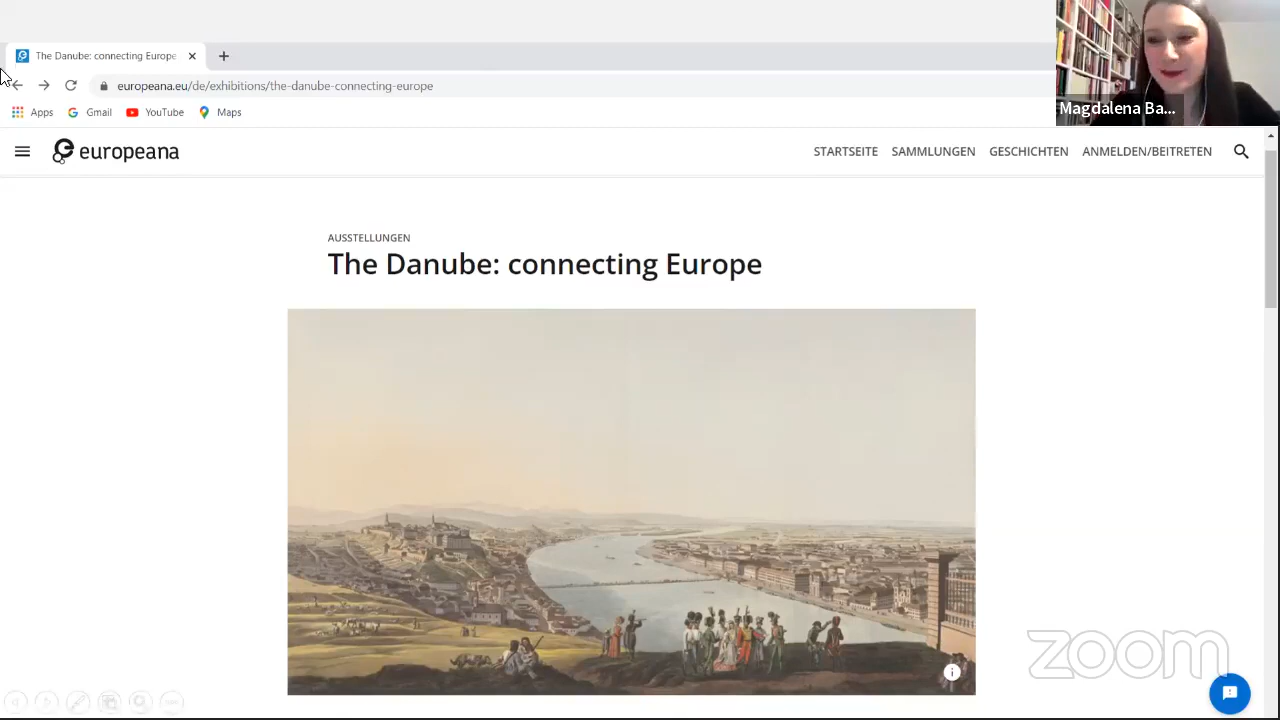 The Danube: connecting Europe
europeana.eu/de/exhibitions/the-danube-connecting-europe
Apps Gmail YouTube Maps
Magdalena Ba...
europeana
STARTSEITE SAMMLUNGEN GESCHICHTEN ANMELDEN/BEITRETEN
AUSSTELLUNGEN
The Danube: connecting Europe
zoom